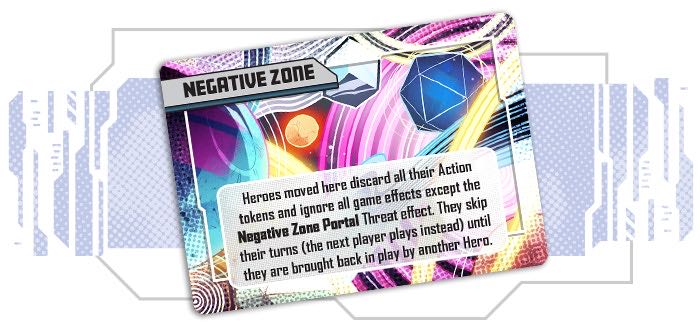 NEGATIVE ZONE
Heroes moved here discard all their Action
tokens and ignore all game effects except the
Negative Zone Portal Threat effect. They skip
their turns (the next player plays instead) until
they are brought back in play by another Hero.